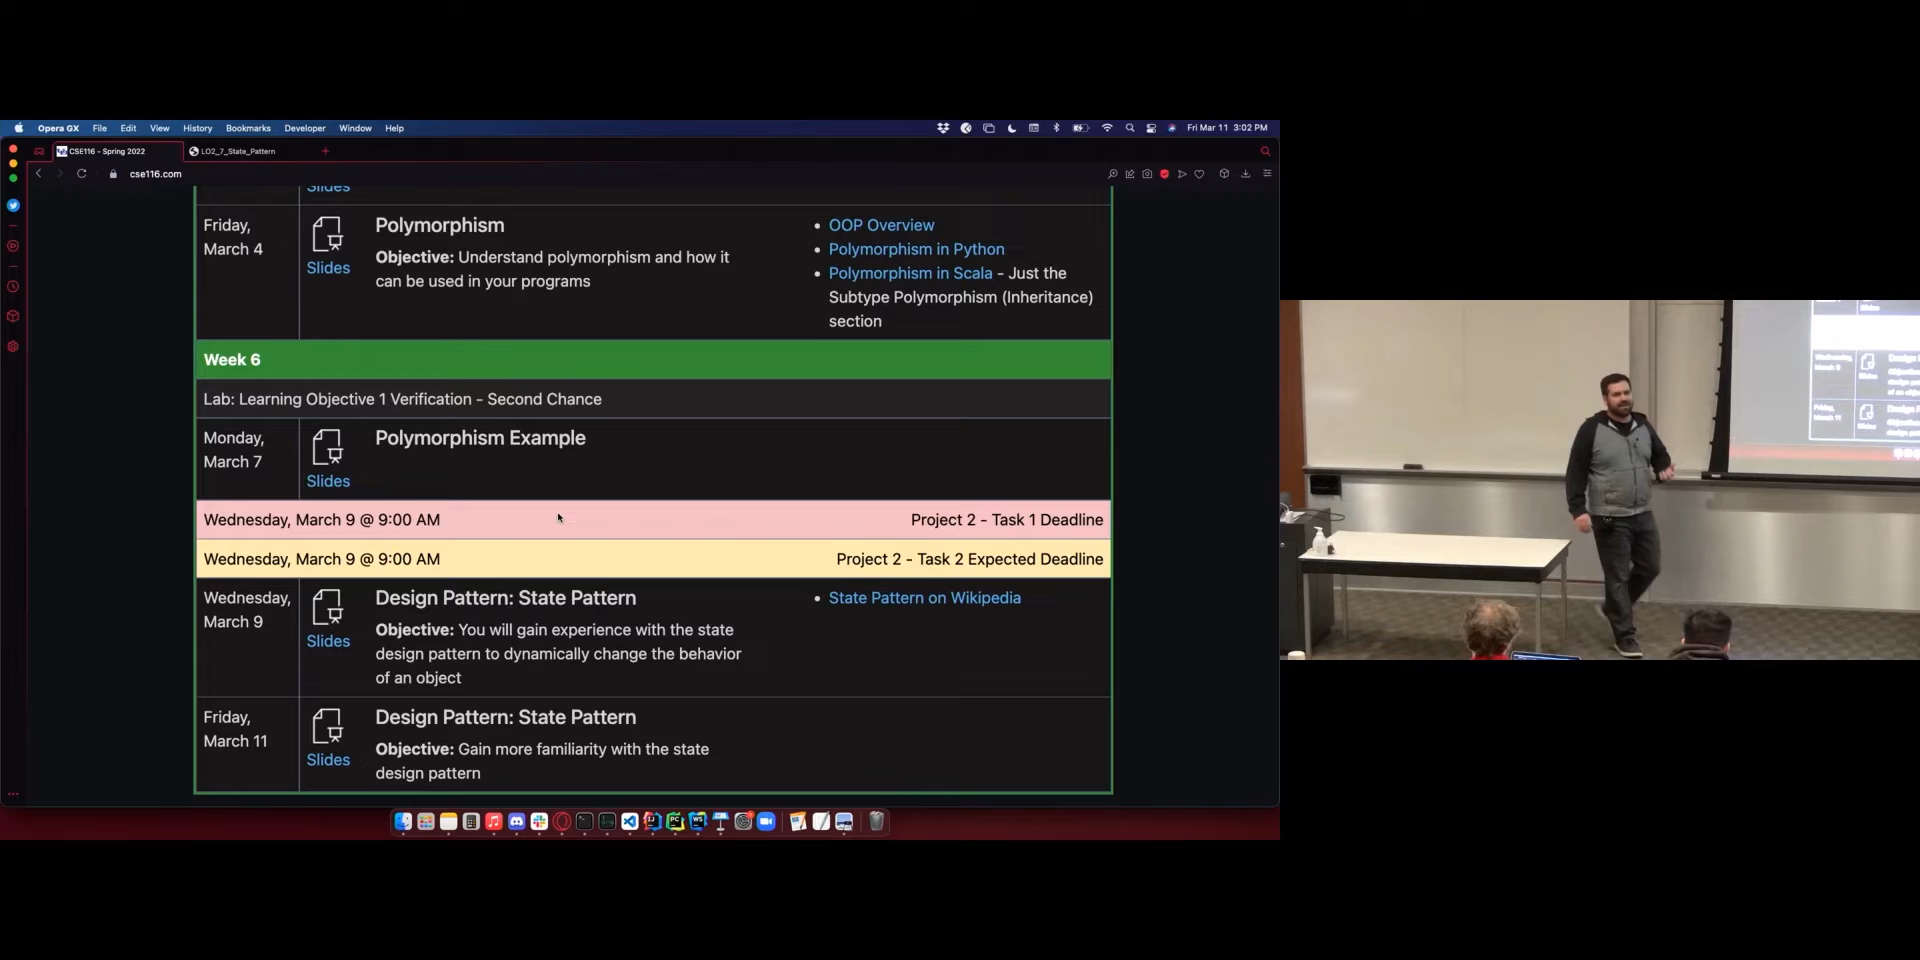 Opera GX File Edit View History Bookmarks Developer Window Help
Fri Mar 11 3:02 PM
CSE116 - Spring 2022
LO2_7_State_Pattern
cse116.com
Slides
Friday,
March 4
Slides
Polymorphism
Objective: Understand polymorphism and how it
can be used in your programs
• OOP Overview
• Polymorphism in Python
• Polymorphism in Scala - Just the
Subtype Polymorphism (Inheritance)
section
Week 6
Lab: Learning Objective 1 Verification - Second Chance
Monday,
March 7
Slides
Polymorphism Example
Wednesday, March 9 @ 9:00 AM
Project 2 - Task 1 Deadline
Wednesday, March 9 @ 9:00 AM
Project 2 - Task 2 Expected Deadline
Wednesday,
March 9
Slides
Design Pattern: State Pattern
Objective: You will gain experience with the state
design pattern to dynamically change the behavior
of an object
• State Pattern on Wikipedia
Friday,
March 11
Slides
Design Pattern: State Pattern
Objective: Gain more familiarity with the state
design pattern